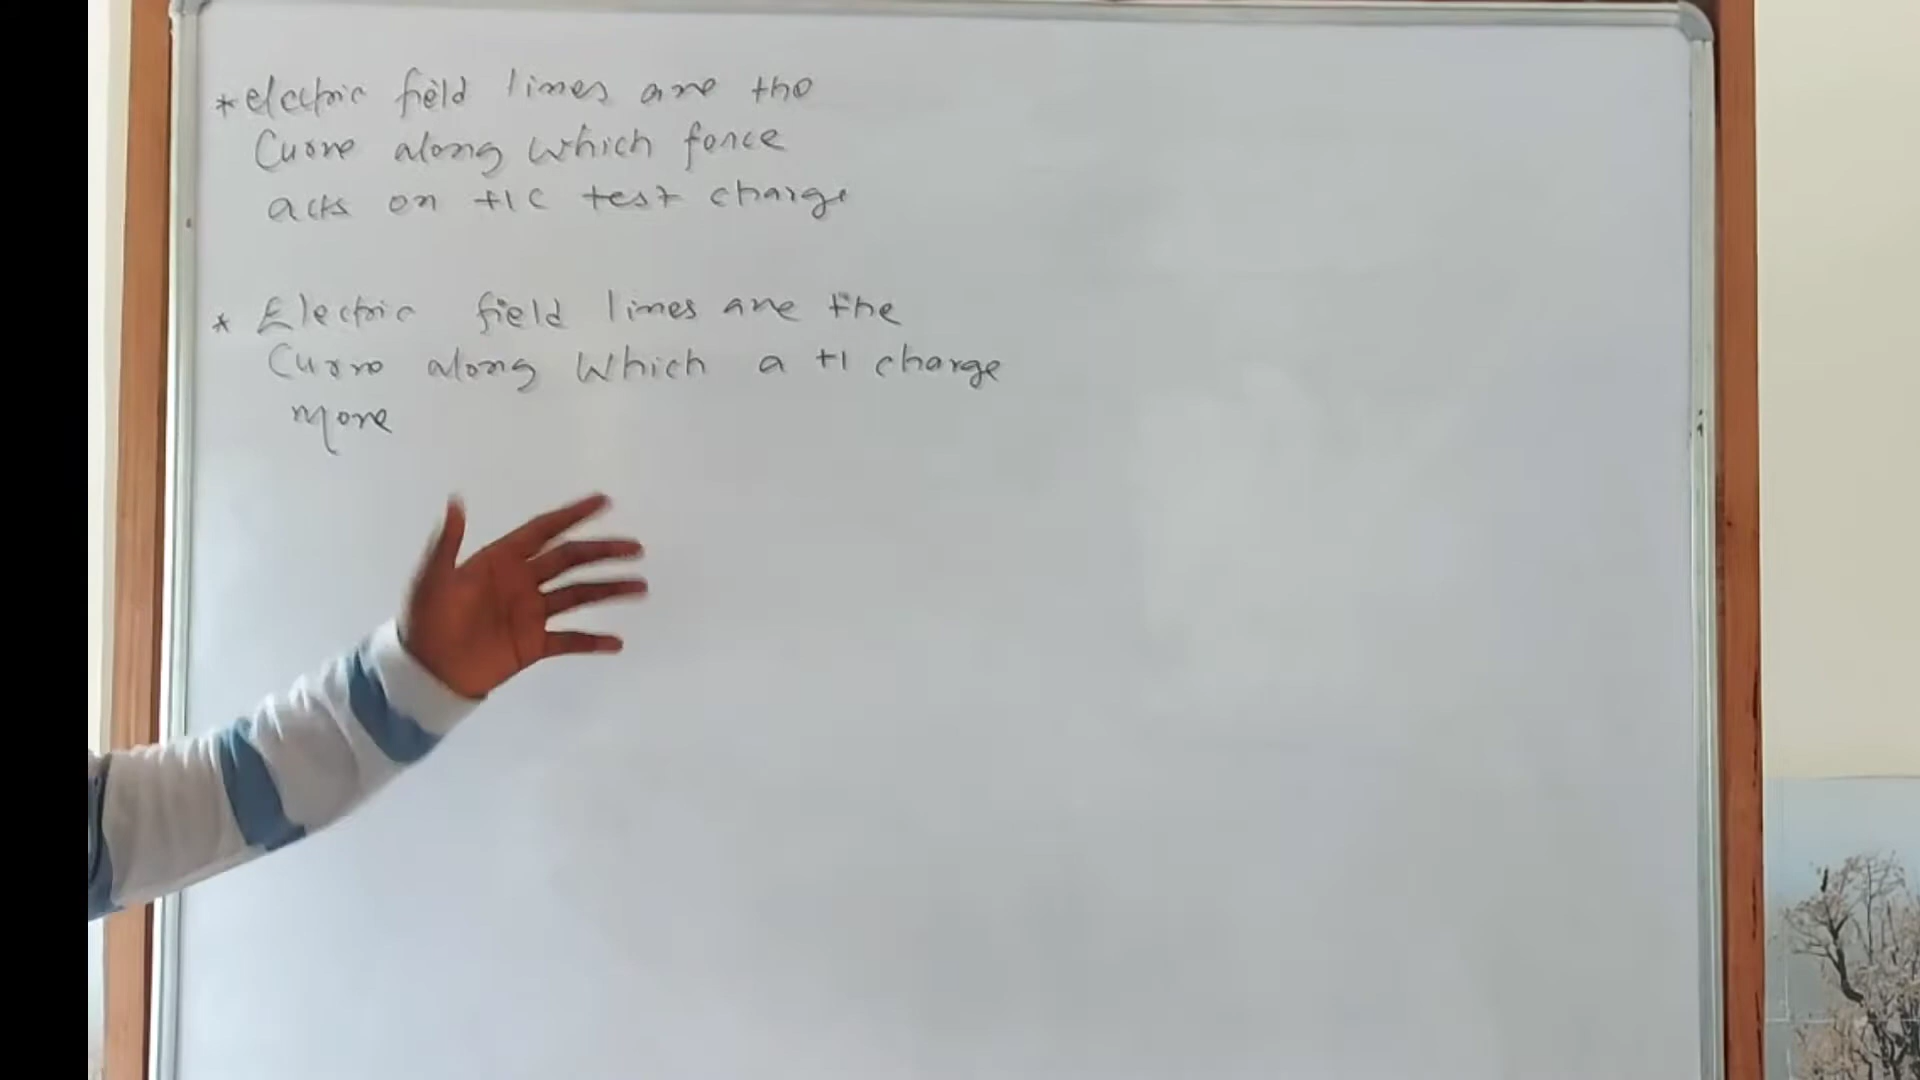 * electric field lines are the
Curve along which force
acts on +1C test charge
* Electric field lines are the
Curve along which a +1 charge
move